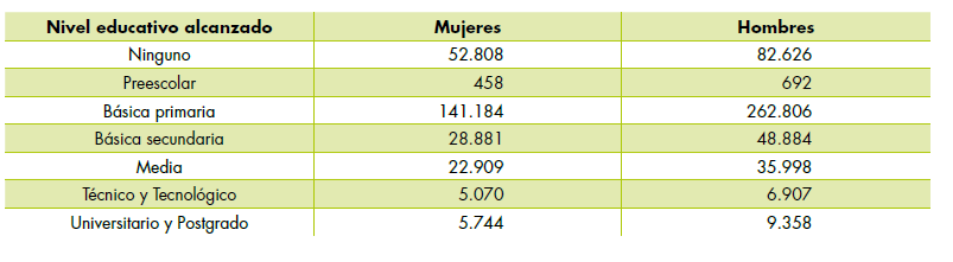 Nivel educativo alcanzado Mujeres Hombres
Ninguno 52.808 82.626
Preescolar 458 692
Básica primaria 141.184 262.806
Básica secundaria 28.881 48.884
Media 22.909 35.998
Técnico y Tecnológico 5.070 6.907
Universitario y Postgrado 5.744 9.358